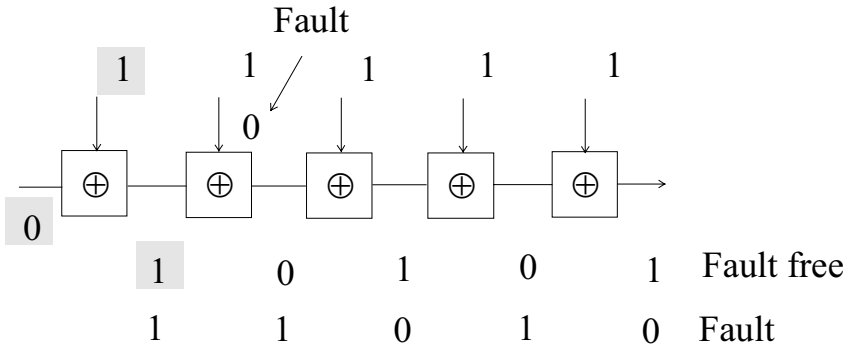 Fault
1 1 1 1 1
0
⊕ ⊕ ⊕ ⊕ ⊕
0
1 0 1 0 1 Fault free
1 1 0 1 0 Fault